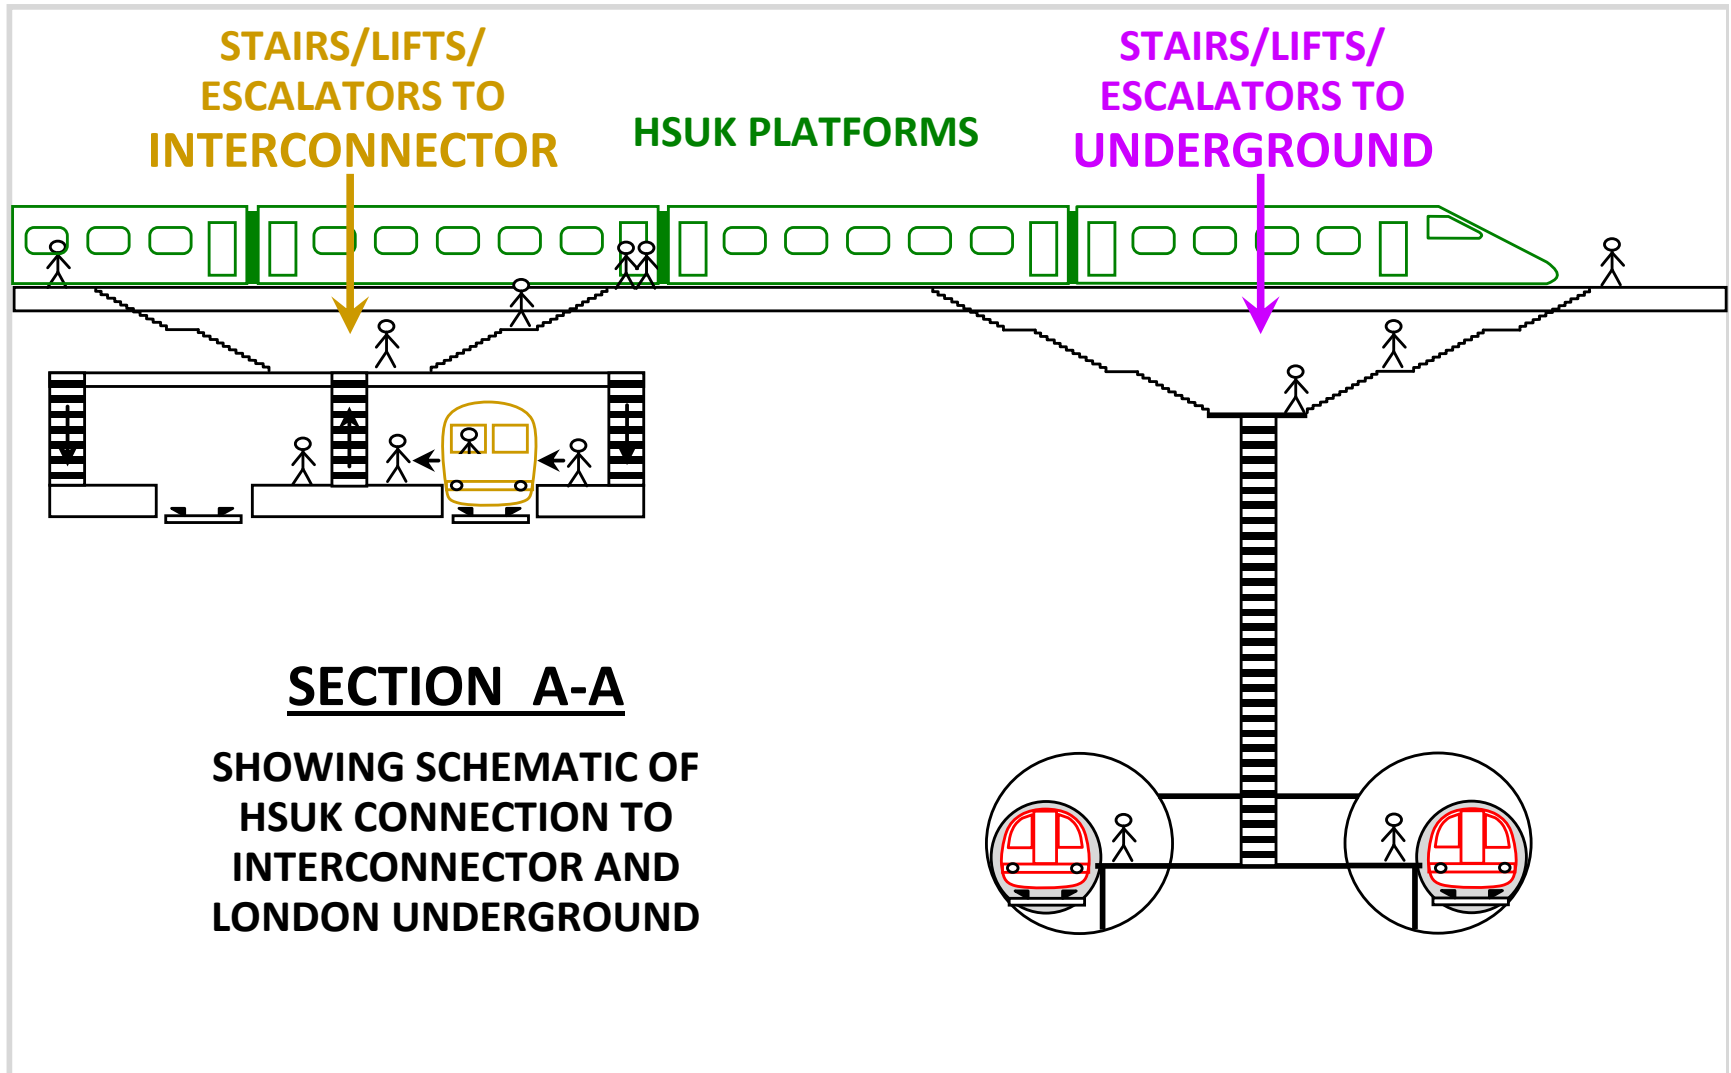 STAIRS/LIFTS/
ESCALATORS TO
INTERCONNECTOR
HSUK PLATFORMS
STAIRS/LIFTS/
ESCALATORS TO
UNDERGROUND
SECTION A-A
SHOWING SCHEMATIC OF
HSUK CONNECTION TO
INTERCONNECTOR AND
LONDON UNDERGROUND